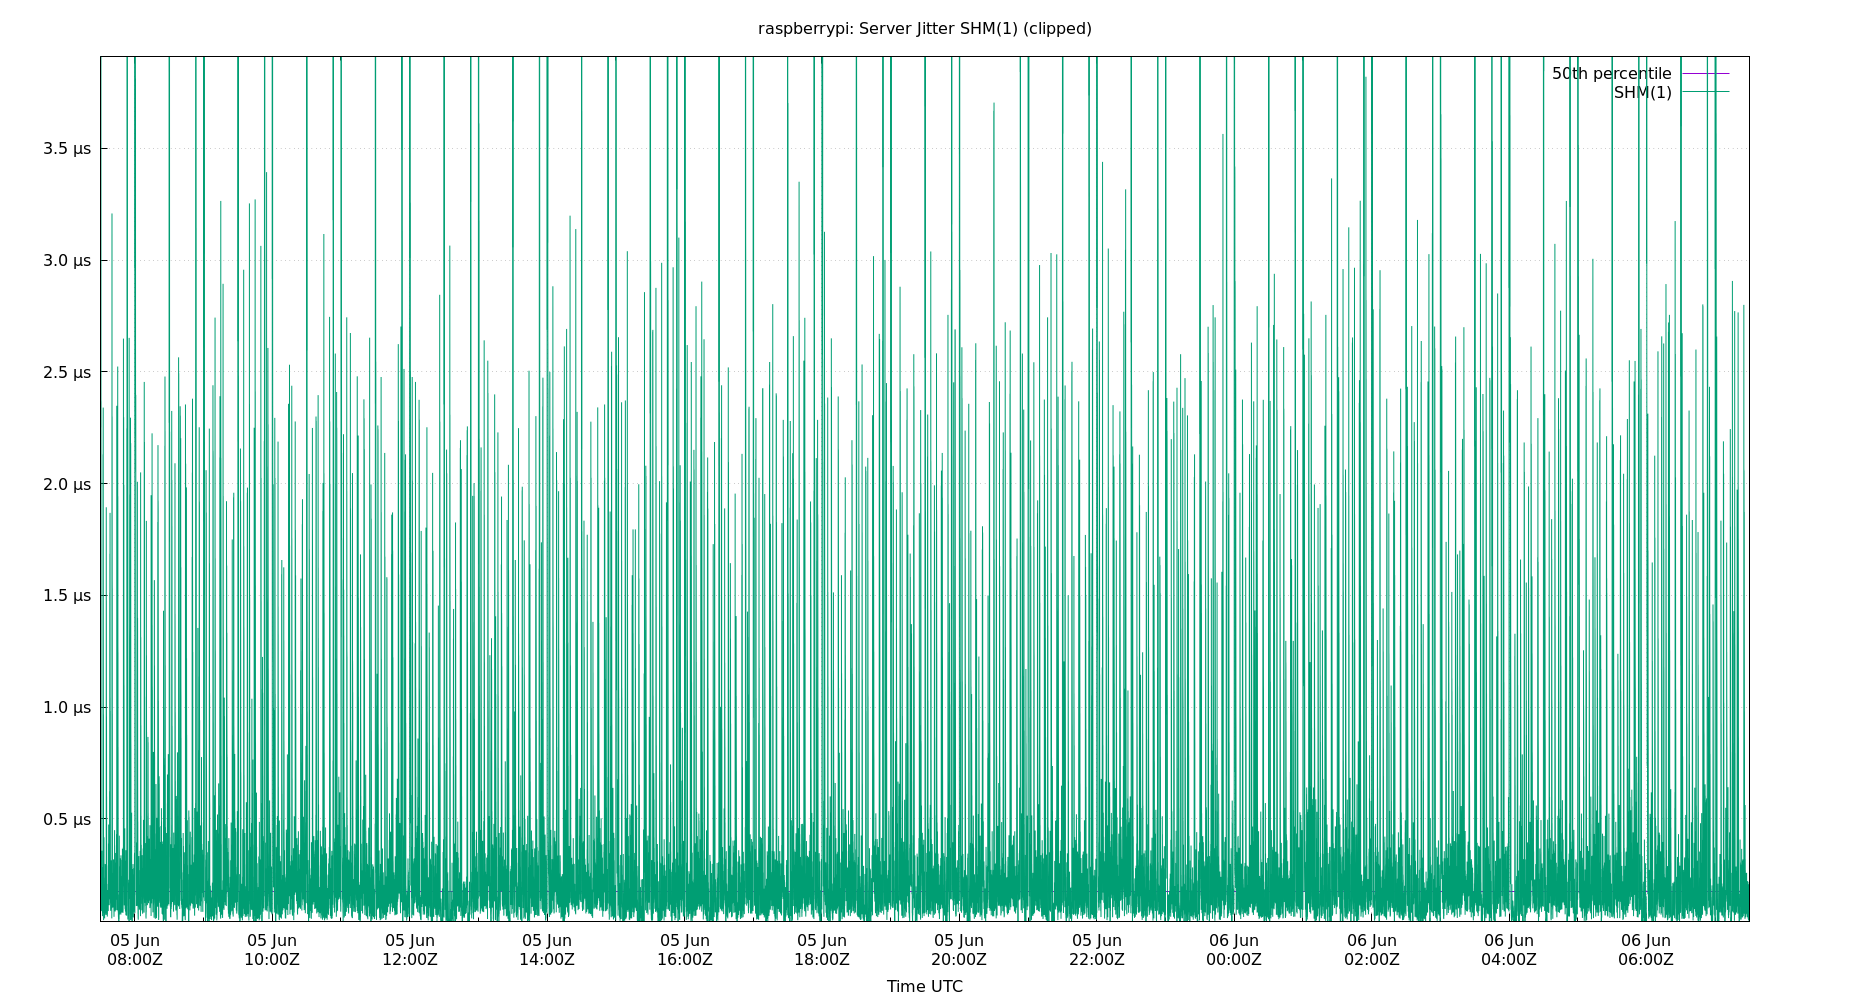 raspberrypi: Server Jitter SHM(1) (clipped)
50th percentile
SHM(1)
3.5 µs
3.0 µs
2.5 µs
2.0 µs
1.5 µs
1.0 µs
0.5 µs
05 Jun 05 Jun 05 Jun 05 Jun 05 Jun 05 Jun 05 Jun 05 Jun 06 Jun 06 Jun 06 Jun 06 Jun
08:00Z 10:00Z 12:00Z 14:00Z 16:00Z 18:00Z 20:00Z 22:00Z 00:00Z 02:00Z 04:00Z 06:00Z
Time UTC